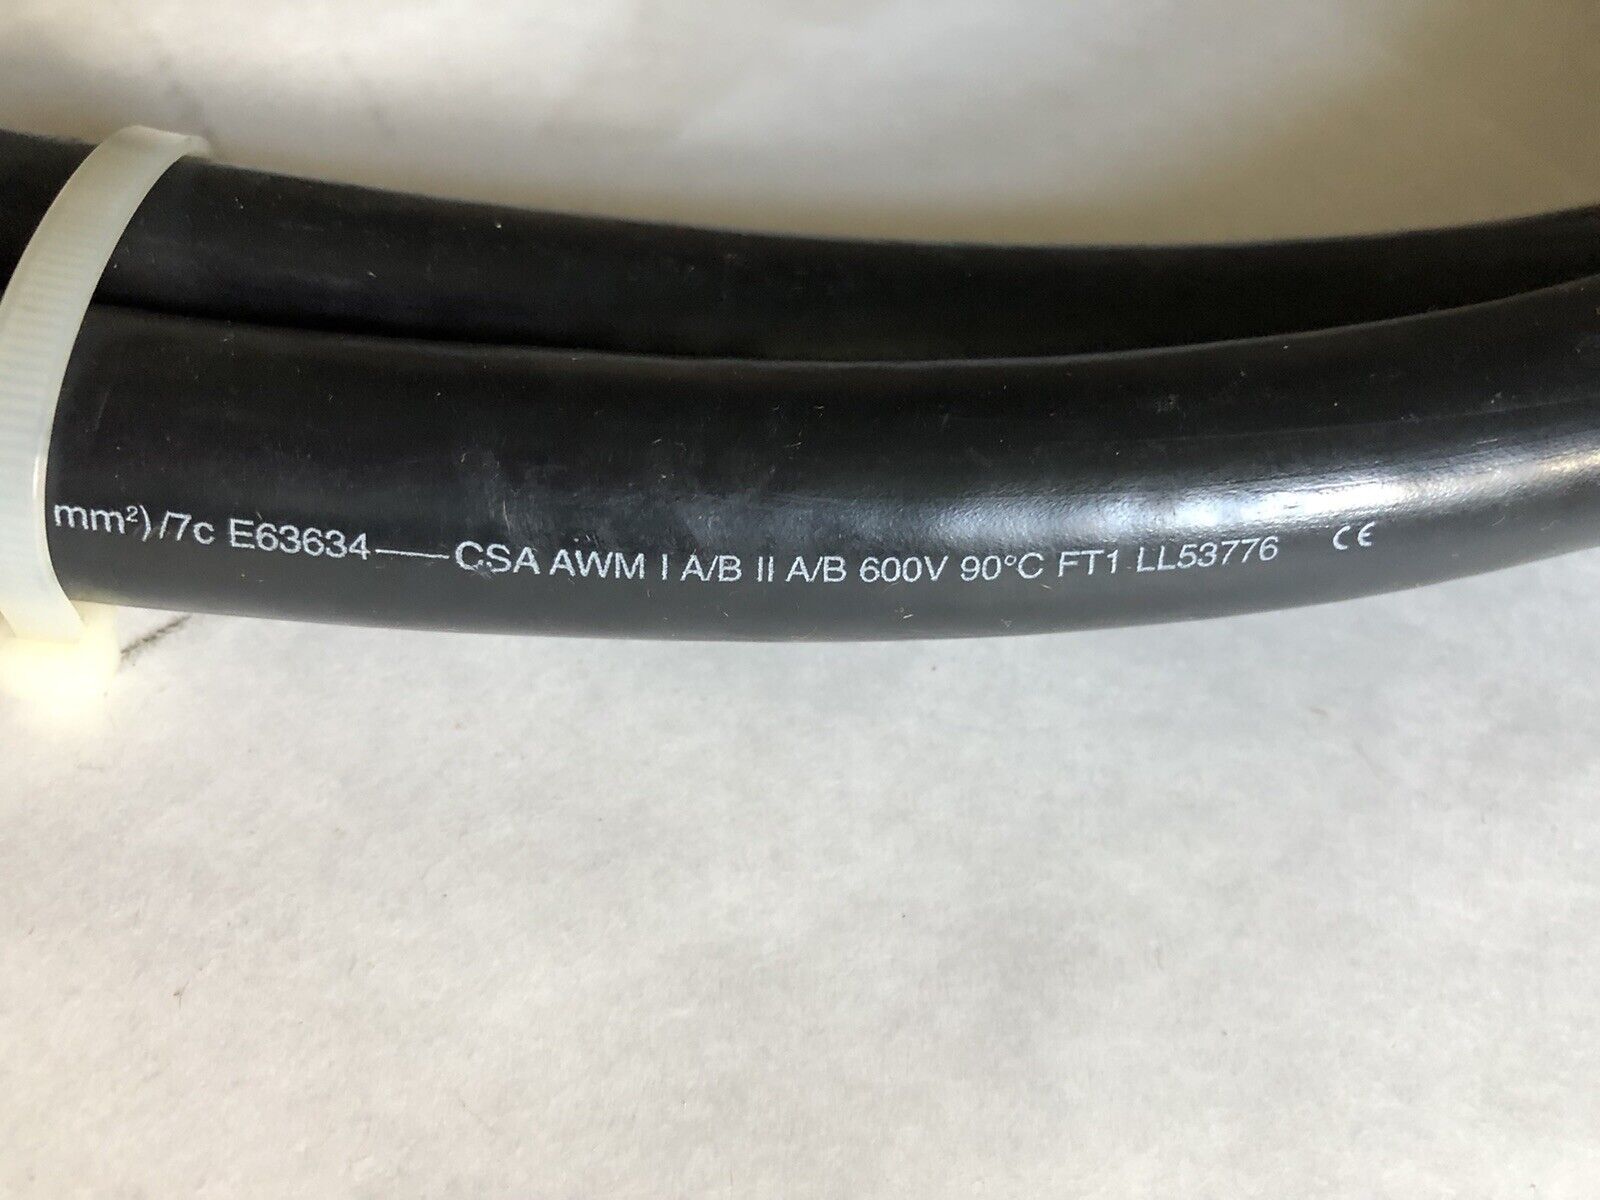 mm²)/7c E63634——CSA AWM I A/B II A/B 600V 90°C FT1 LL53776 CE